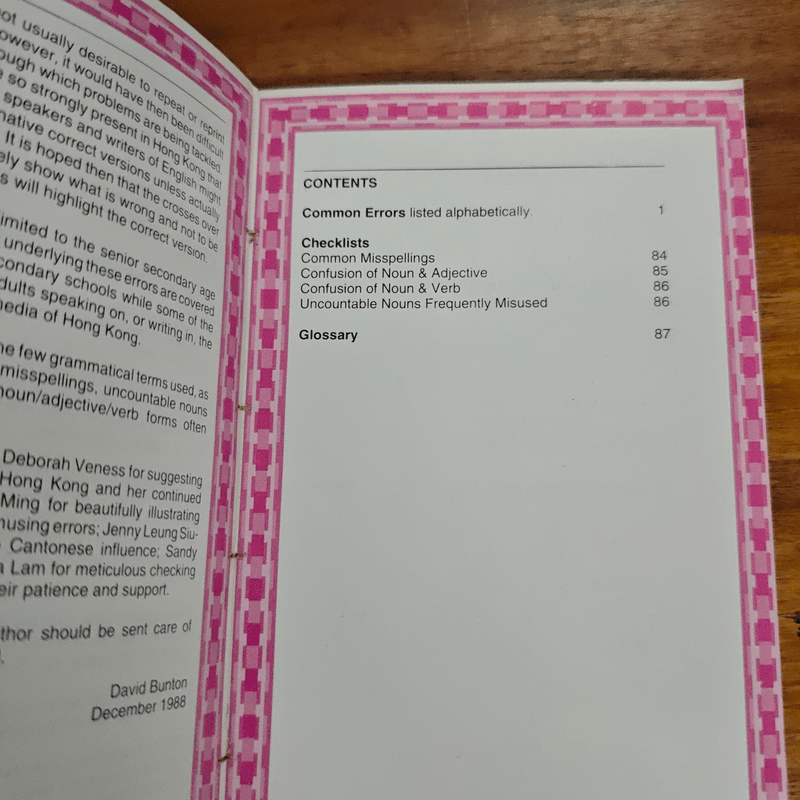 not usually desirable to repeat or reprint
owever, it would have then been difficult
ough which problems are being tackled
so strongly present in Hong Kong that
speakers and writers of English might
native correct versions unless actually
It is hoped then that the crosses over
ely show what is wrong and not to be
s will highlight the correct version.
imited to the senior secondary age
underlying these errors are covered
condary schools while some of the
dults speaking on, or writing in, the
media of Hong Kong.
he few grammatical terms used, as
misspellings, uncountable nouns
noun/adjective/verb forms often
Deborah Veness for suggesting
Hong Kong and her continued
Ming for beautifully illustrating
musing errors; Jenny Leung Siu-
Cantonese influence; Sandy
Lam for meticulous checking
eir patience and support.
thor should be sent care of
David Bunton
December 1988
CONTENTS
Common Errors listed alphabetically. 1
Checklists
Common Misspellings 84
Confusion of Noun & Adjective 85
Confusion of Noun & Verb 86
Uncountable Nouns Frequently Misused 86
Glossary 87